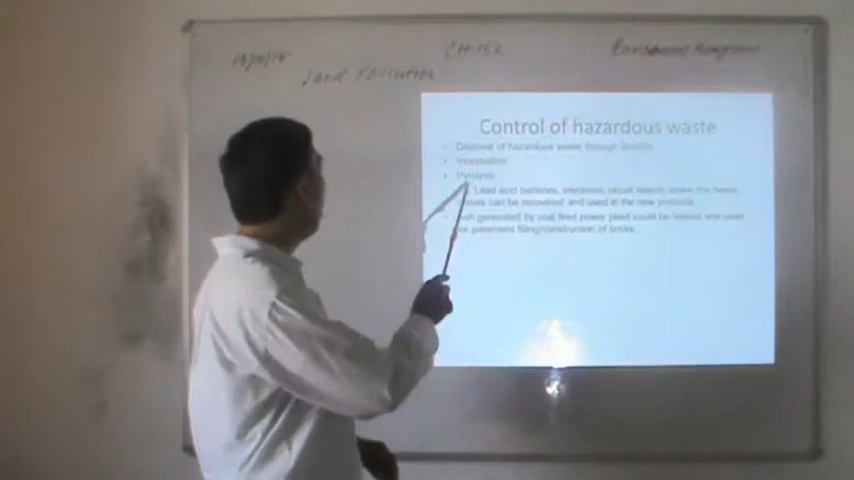 Land Pollution
CH-152
Control of hazardous waste
• Disposal of hazardous waste through landfills
• Incineration
• Pyrolysis
Lead acid batteries, electronic circuit boards where the heavy
metals can be recovered and used in the new products
ash generated by coal fired power plant could be and used
for pavement filling/construction of bricks.